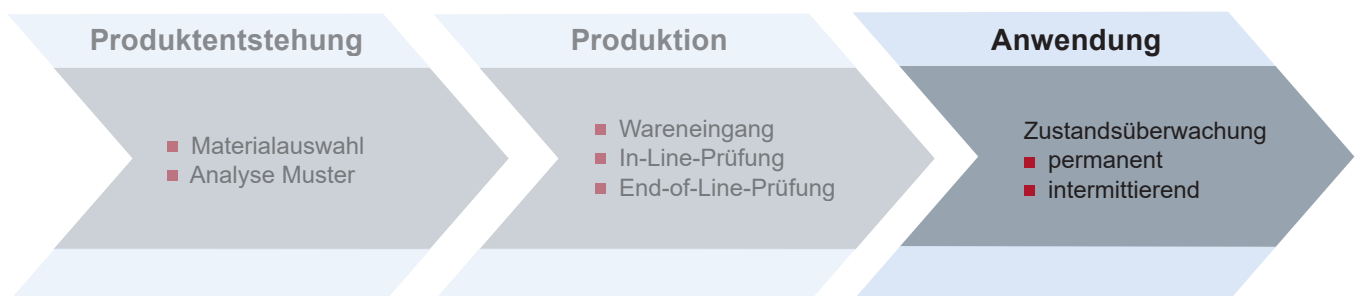 Produktentstehung
Materialauswahl
Analyse Muster
Produktion
Wareneingang
In-Line-Prüfung
End-of-Line-Prüfung
Anwendung
Zustandsüberwachung
permanent
intermittierend